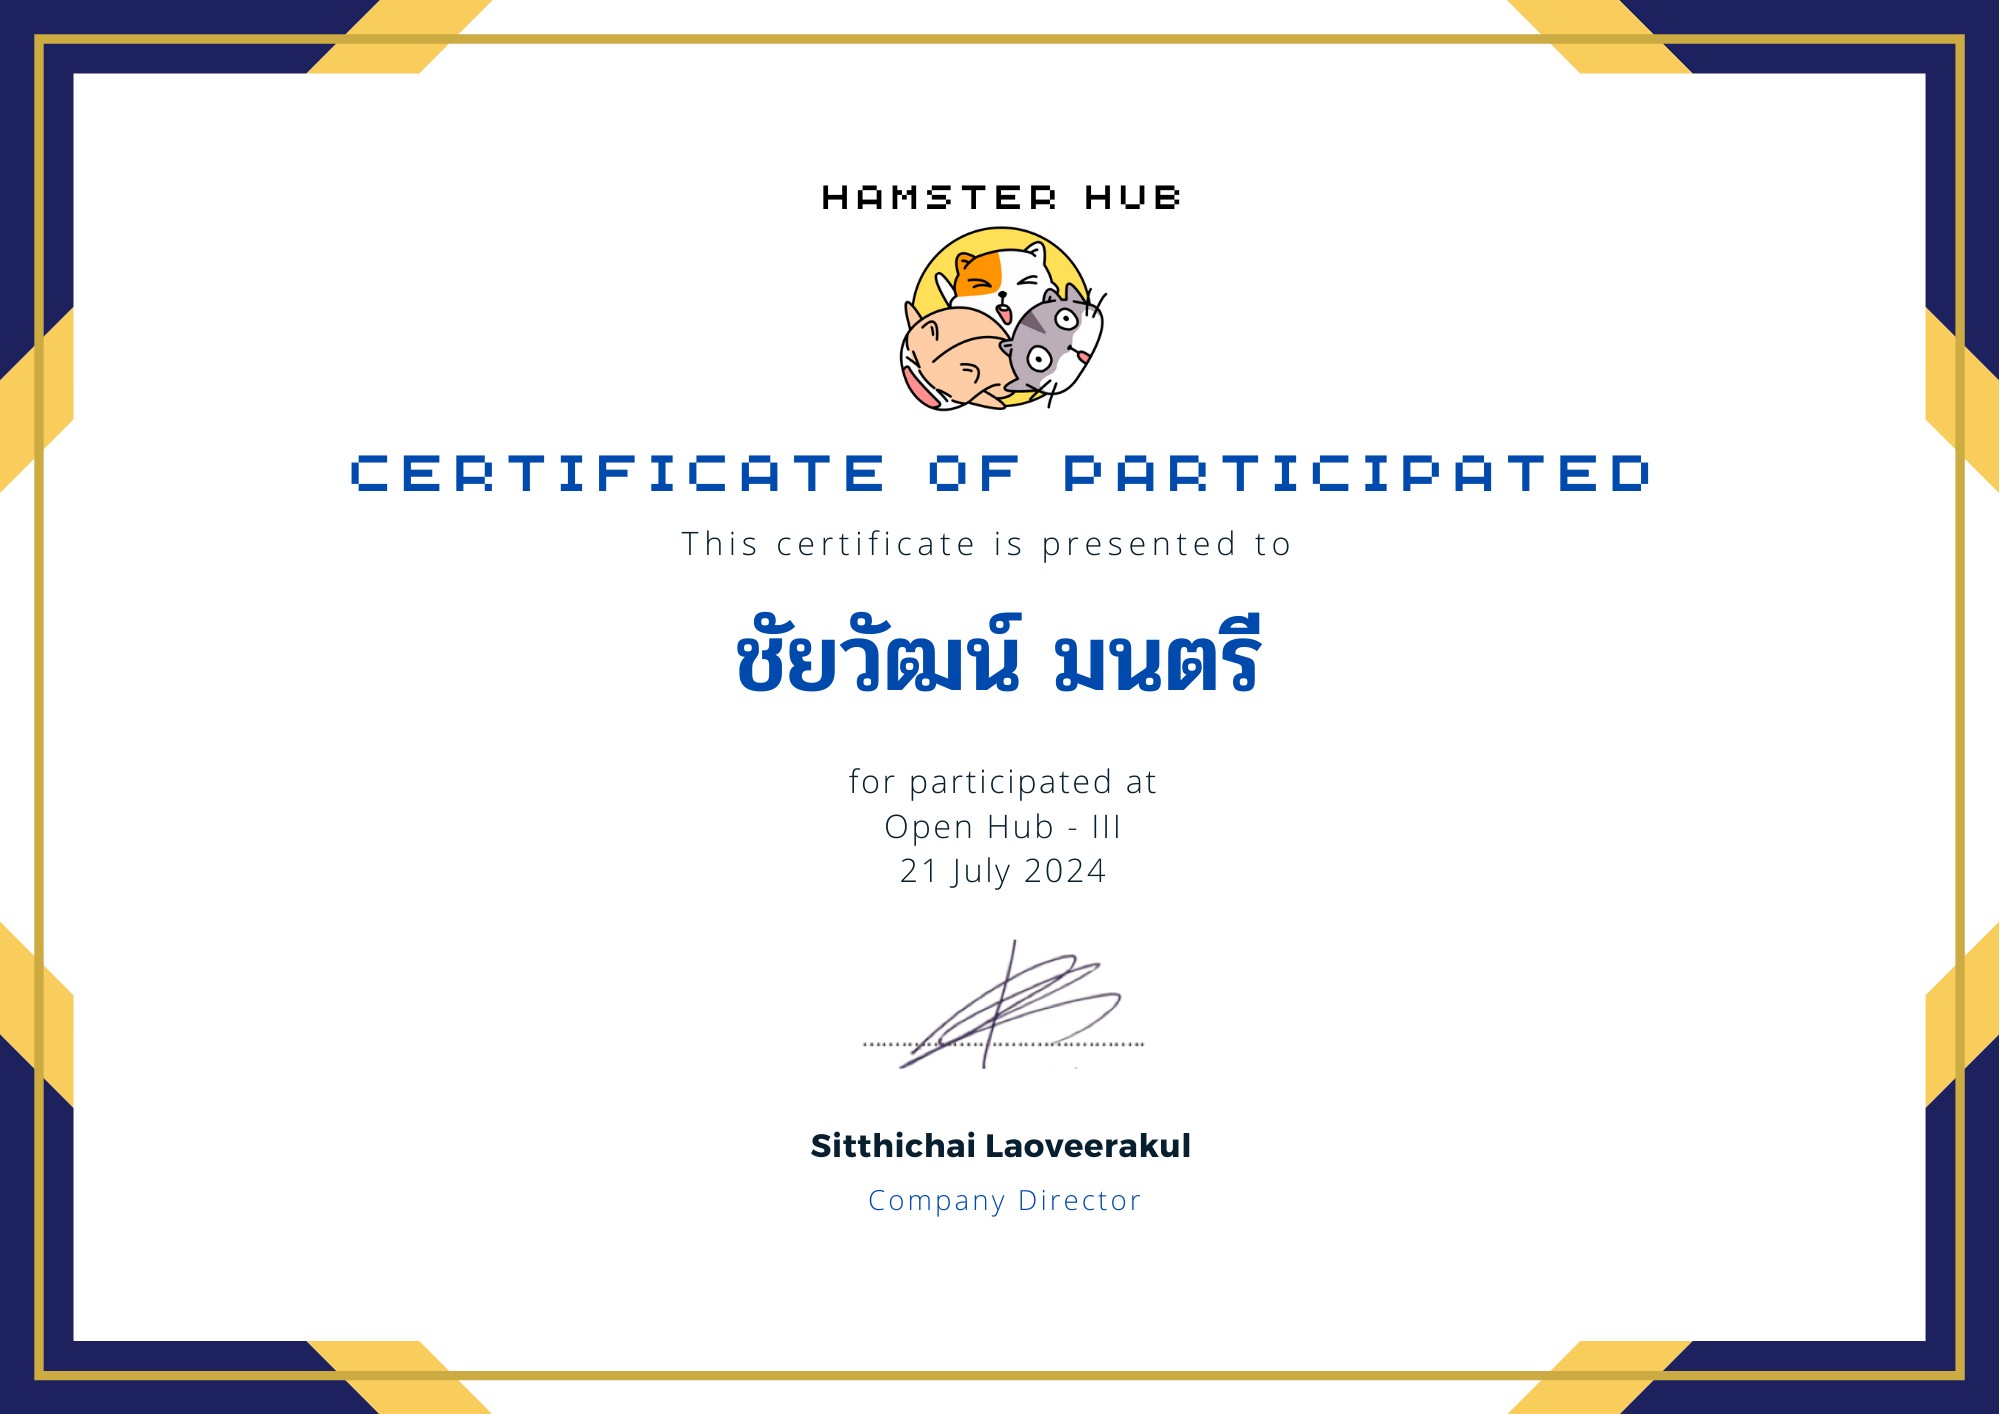 HAMSTER HUB
CERTIFICATE OF PARTICIPATED
This certificate is presented to
ชัยวัฒน์ มนตรี
for participated at
Open Hub - III
21 July 2024
Sitthichai Laoveerakul
Company Director